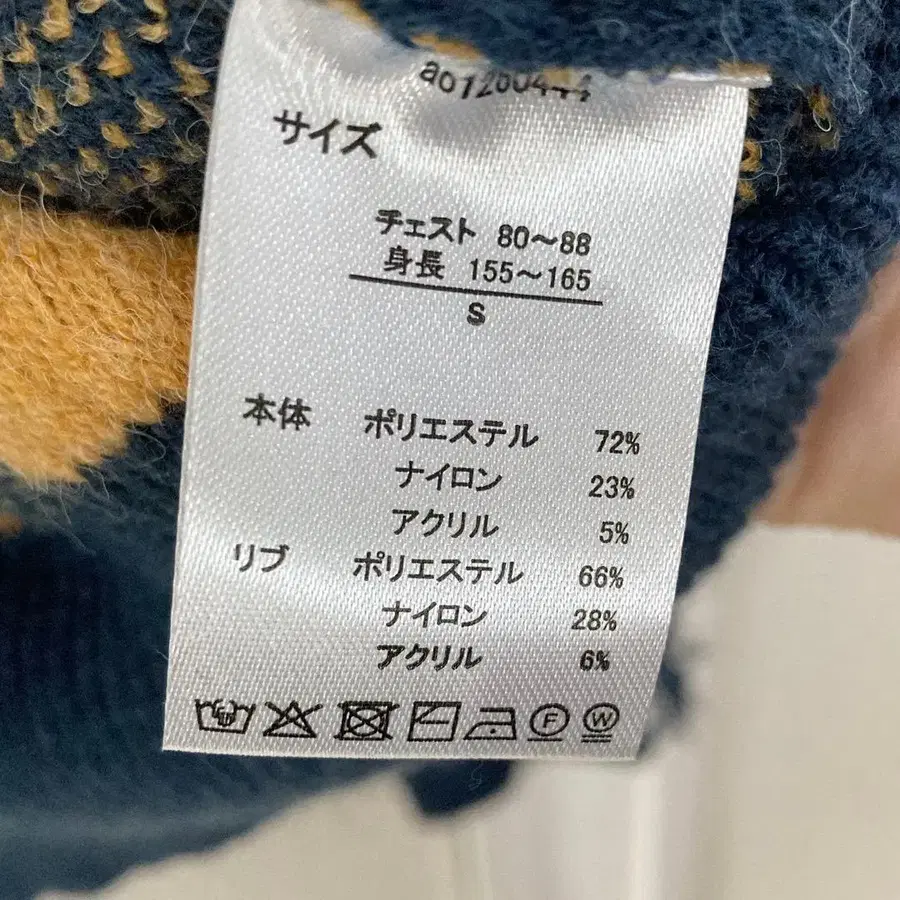 ao1260444
サイズ
チェスト 80~88
身長 155~165
S
本体 ポリエステル 72%
ナイロン 23%
アクリル 5%
リブ ポリエステル 66%
ナイロン 28%
アクリル 6%
F W